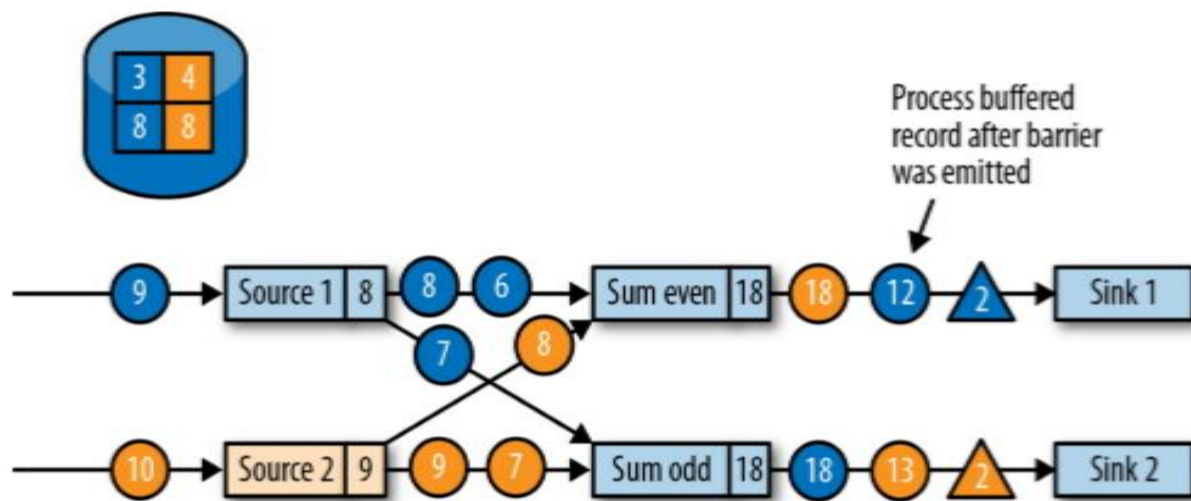 3 4
8 8
Process buffered
record after barrier
was emitted
9 Source 1 8 8 6 Sum even 18 18 12 2 Sink 1
8
7
10 Source 2 9 9 7 Sum odd 18 18 13 2 Sink 2